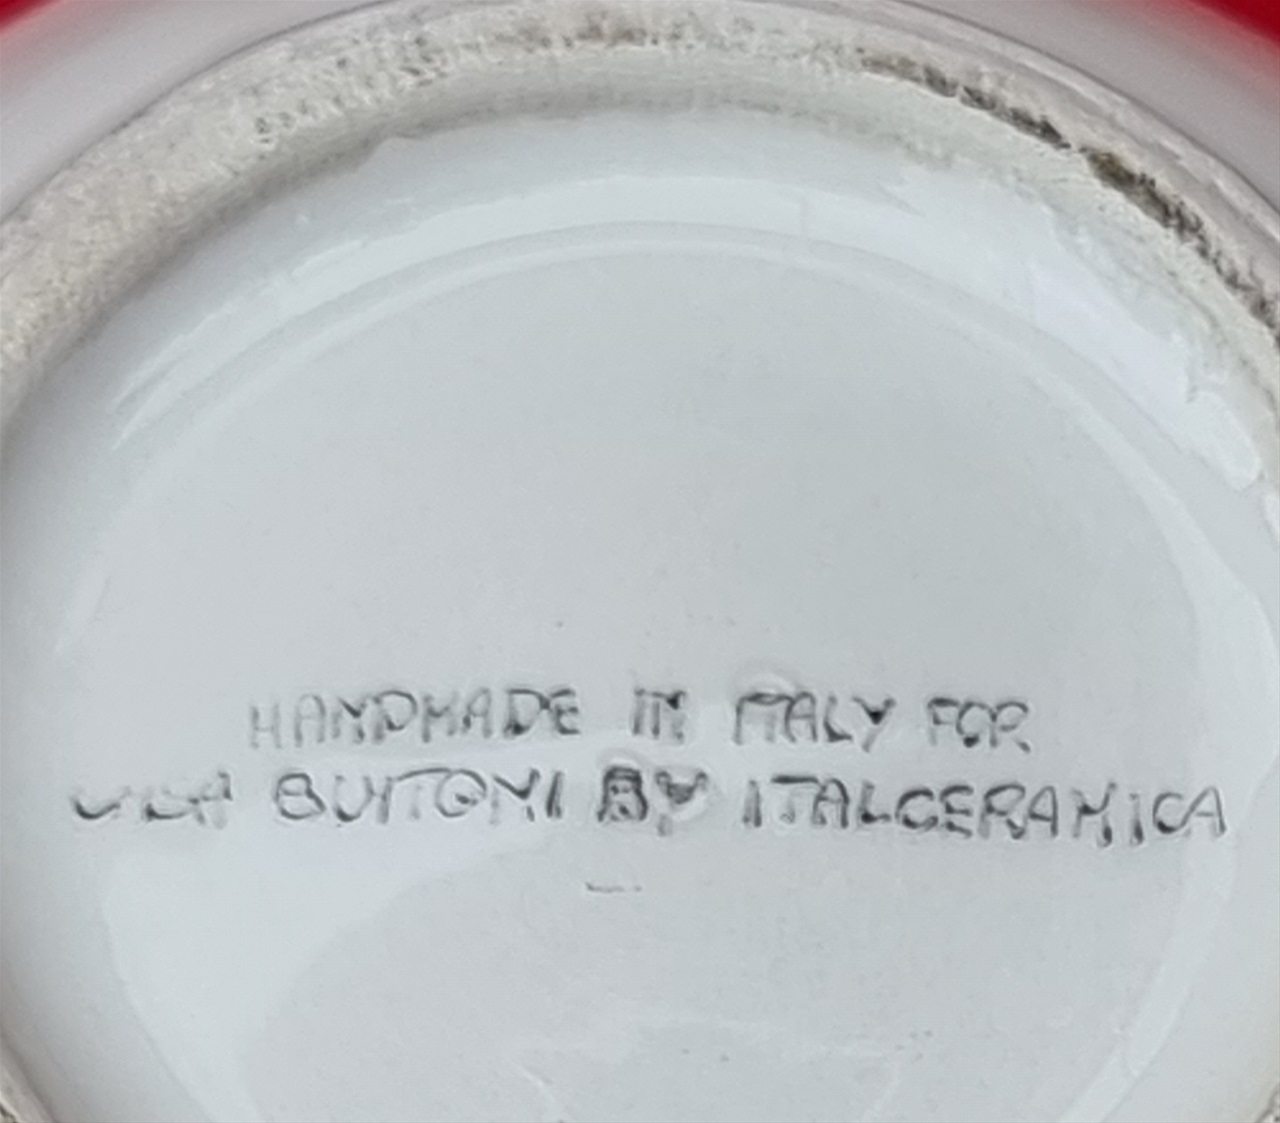 HANDMADE IN ITALY FOR
BUITONI BY ITALCERAMICA